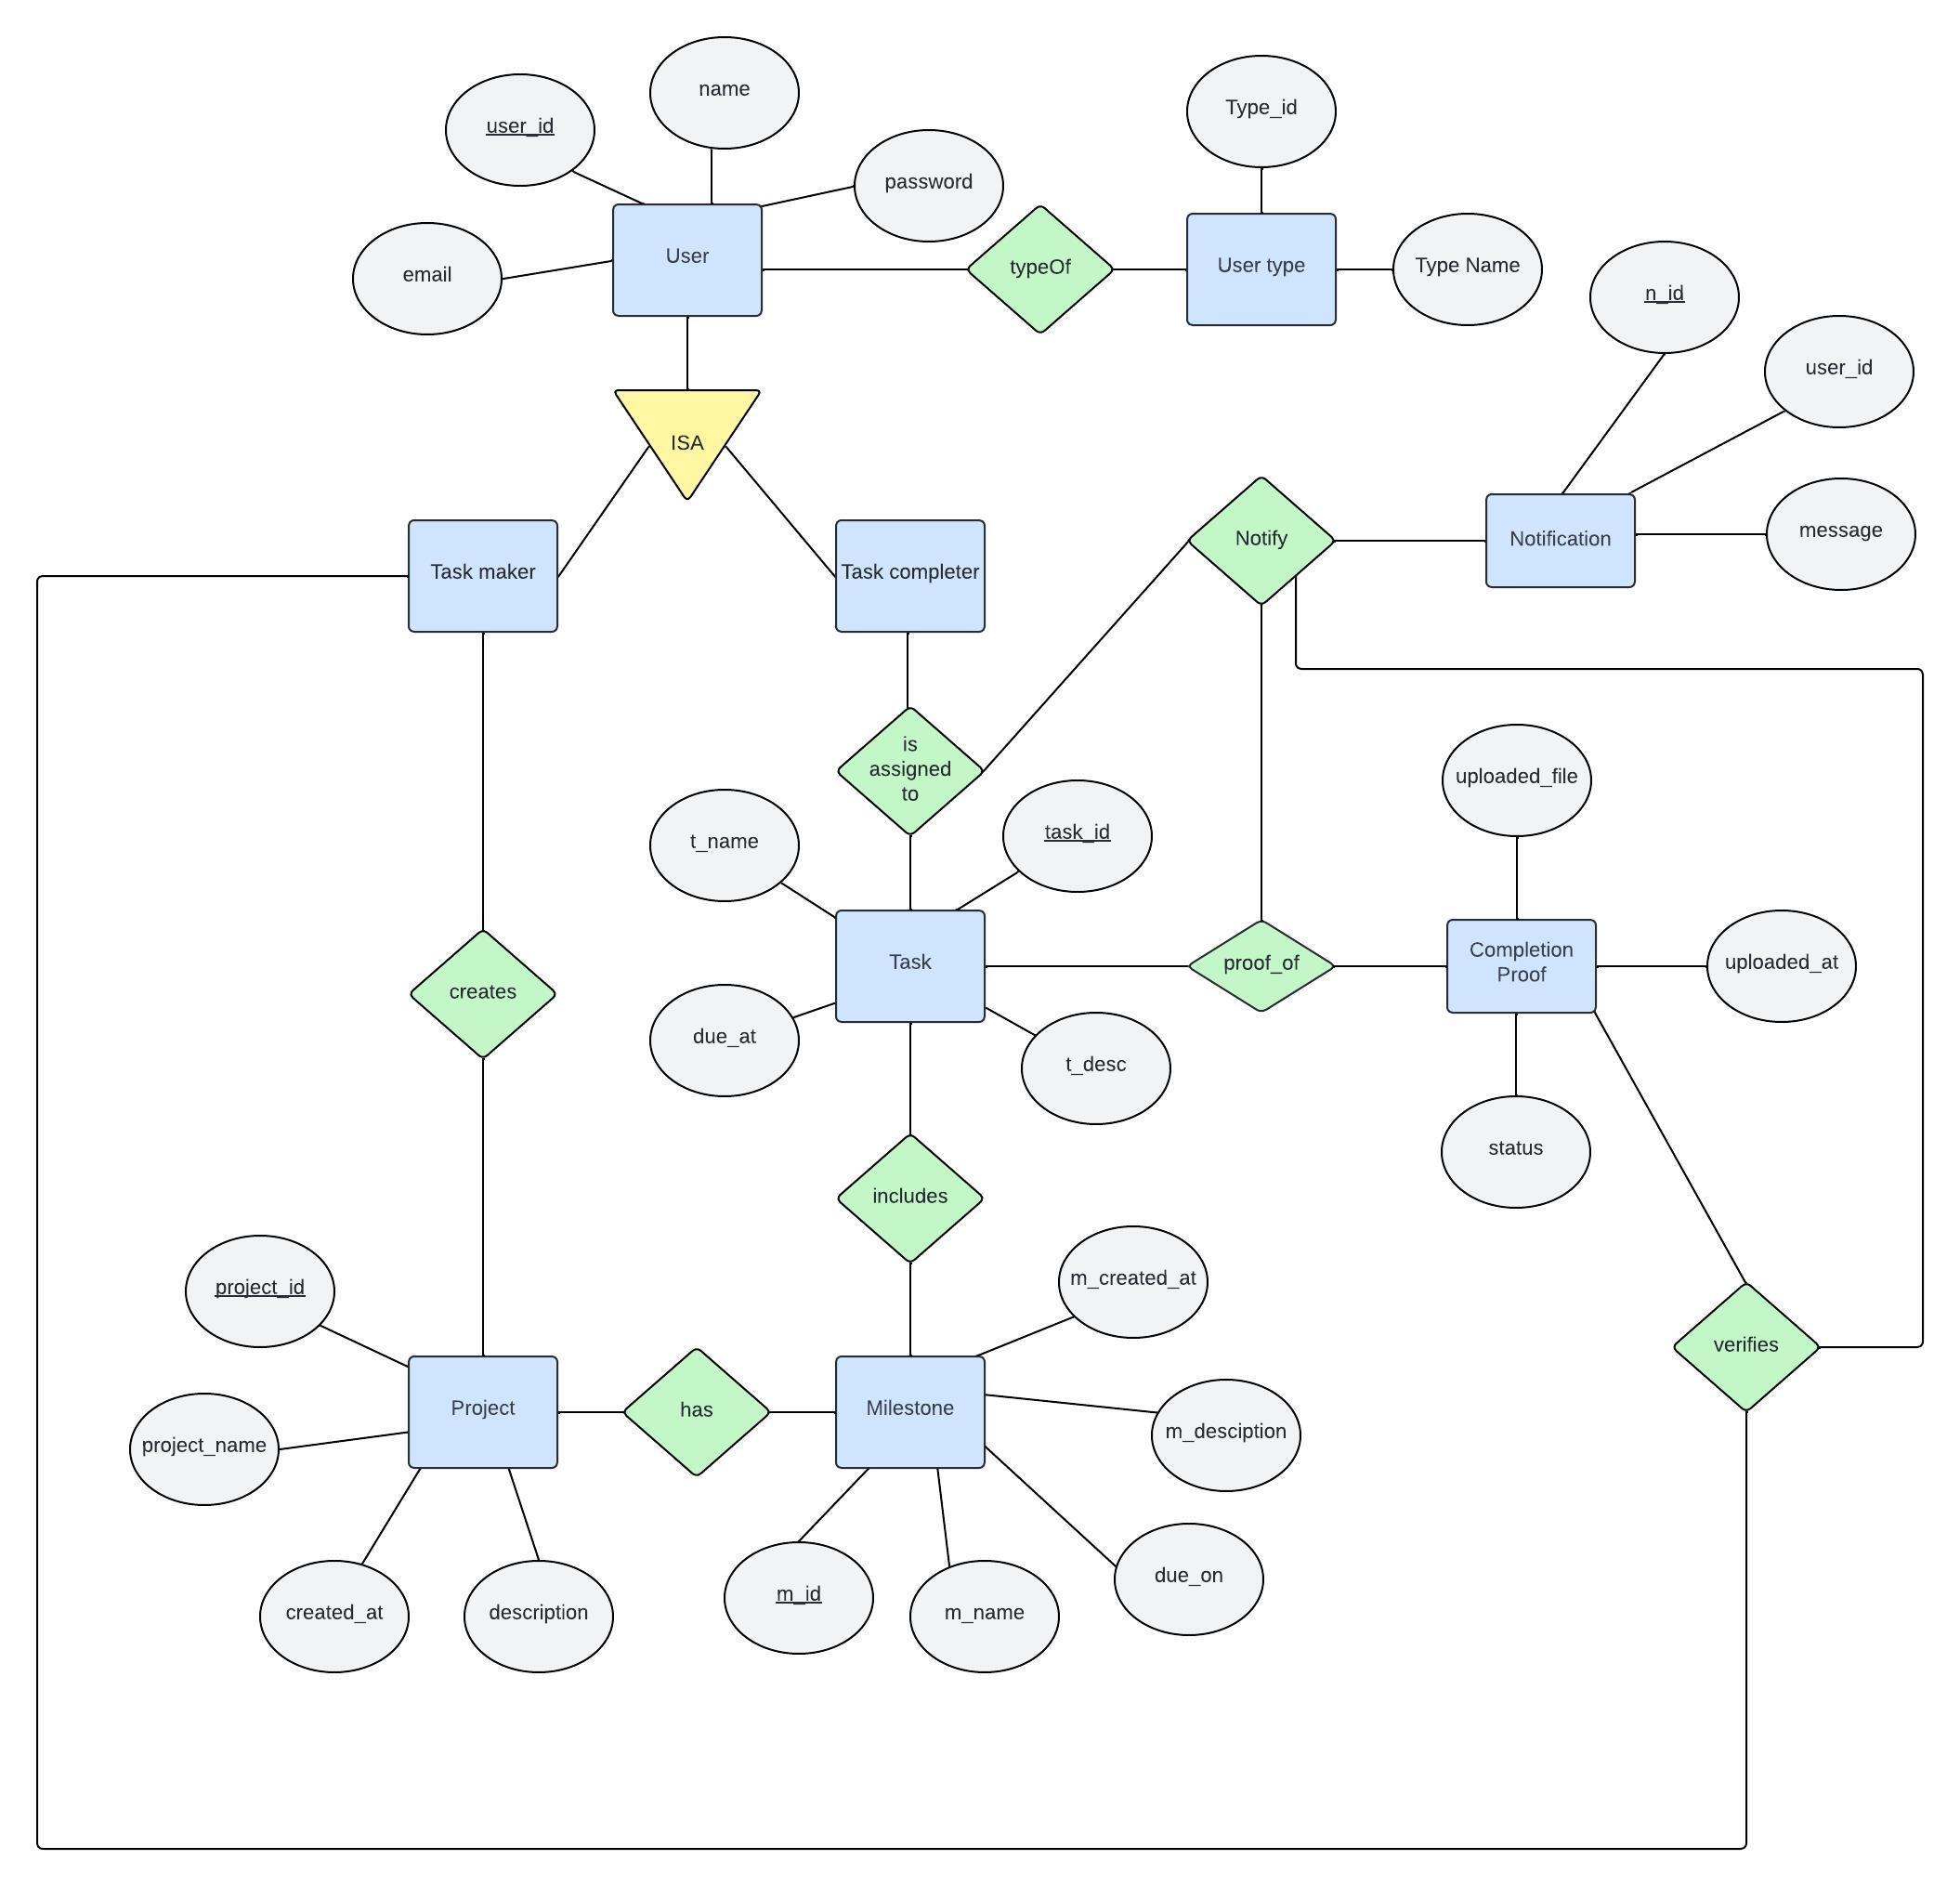 name
Type_id
user_id
password
User
typeOf
User type
Type Name
email
n_id
user_id
ISA
Notify
Notification
message
Task maker
Task completer
is
assigned
to
uploaded_file
t_name
task_id
Task
proof_of
Completion
Proof
uploaded_at
creates
due_at
t_desc
status
includes
project_id
m_created_at
verifies
Project
has
Milestone
project_name
m_desciption
due_on
created_at
description
m_id
m_name